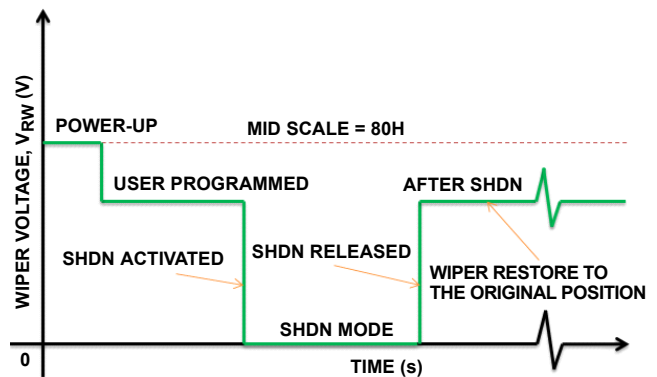 WIPER VOLTAGE, VRW (V)
POWER-UP
MID SCALE = 80H
USER PROGRAMMED
AFTER SHDN
SHDN ACTIVATED
SHDN RELEASED
WIPER RESTORE TO
THE ORIGINAL POSITION
SHDN MODE
0
TIME (s)